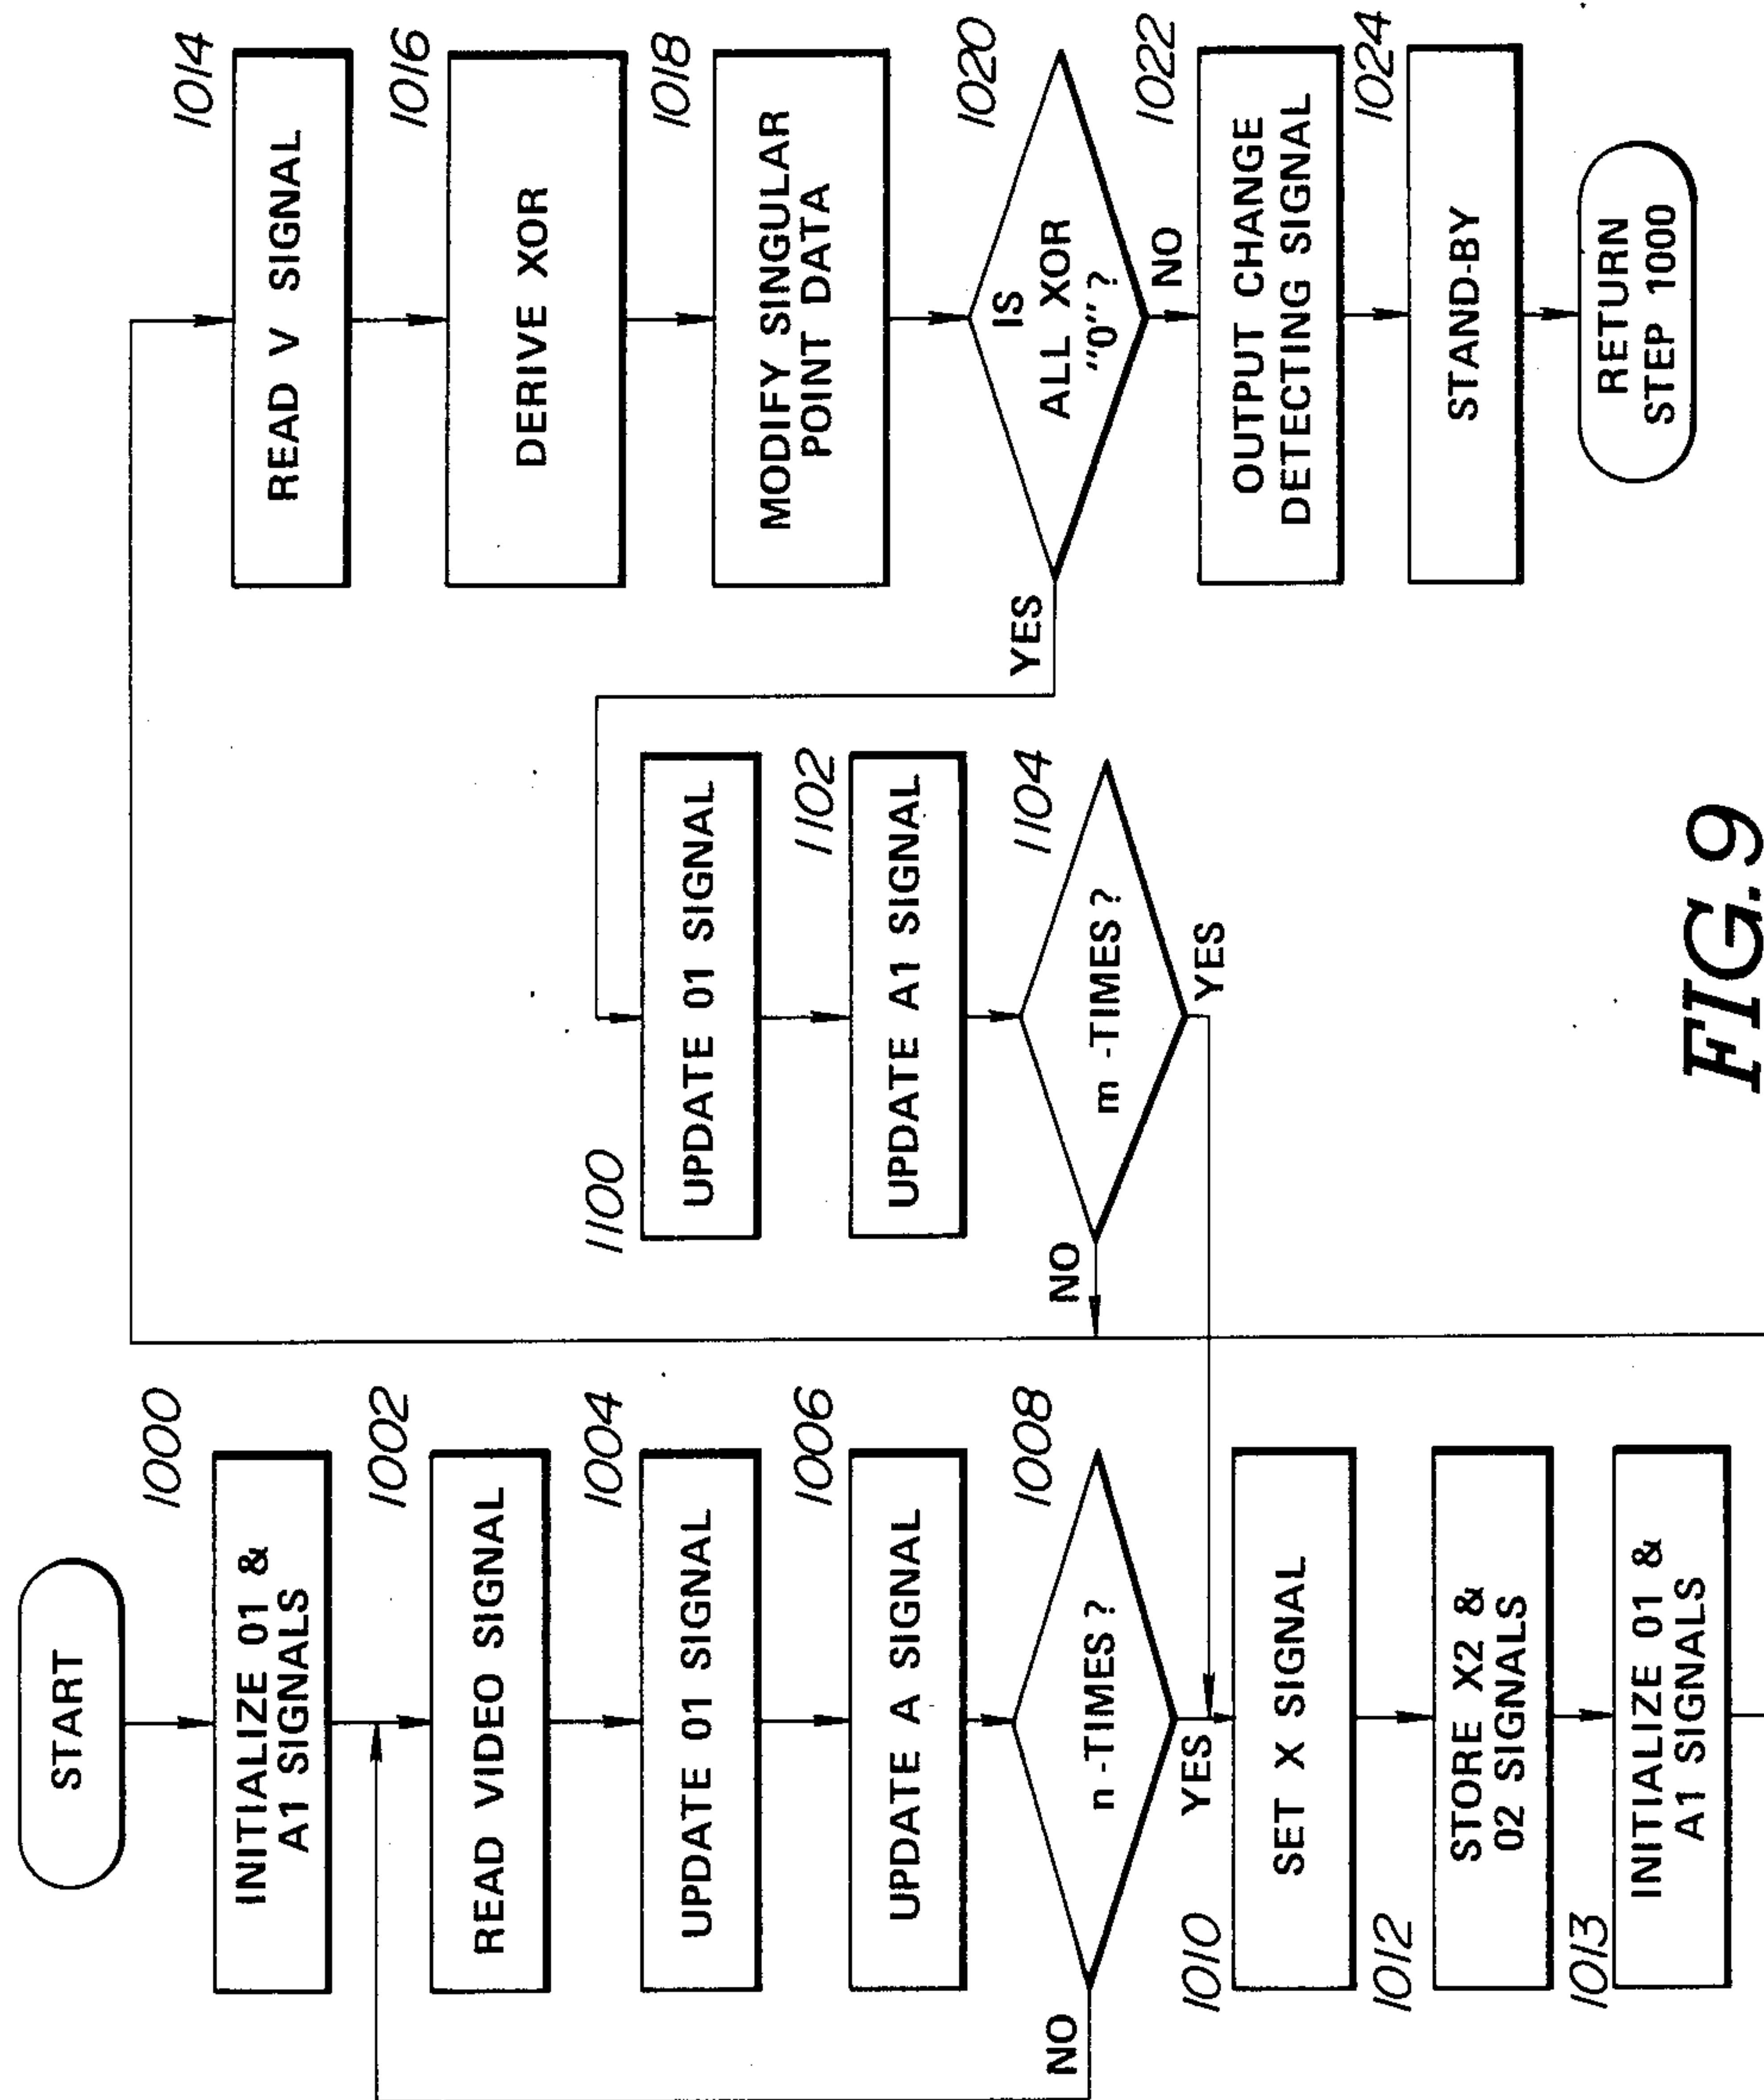 START
1000
INITIALIZE 01 &
A1 SIGNALS
1002
READ VIDEO SIGNAL
1004
UPDATE 01 SIGNAL
1006
UPDATE A SIGNAL
1008
n -TIMES?
NO
YES
1010
SET X SIGNAL
1012
STORE X2 &
02 SIGNALS
1013
INITIALIZE 01 &
A1 SIGNALS
1100
UPDATE 01 SIGNAL
1102
UPDATE A1 SIGNAL
1104
m -TIMES?
NO
YES
1014
READ V SIGNAL
1016
DERIVE XOR
1018
MODIFY SINGULAR
POINT DATA
1020
IS
ALL XOR
"0"?
YES
NO
1022
OUTPUT CHANGE
DETECTING SIGNAL
1024
STAND-BY
RETURN
STEP 1000
FIG.9